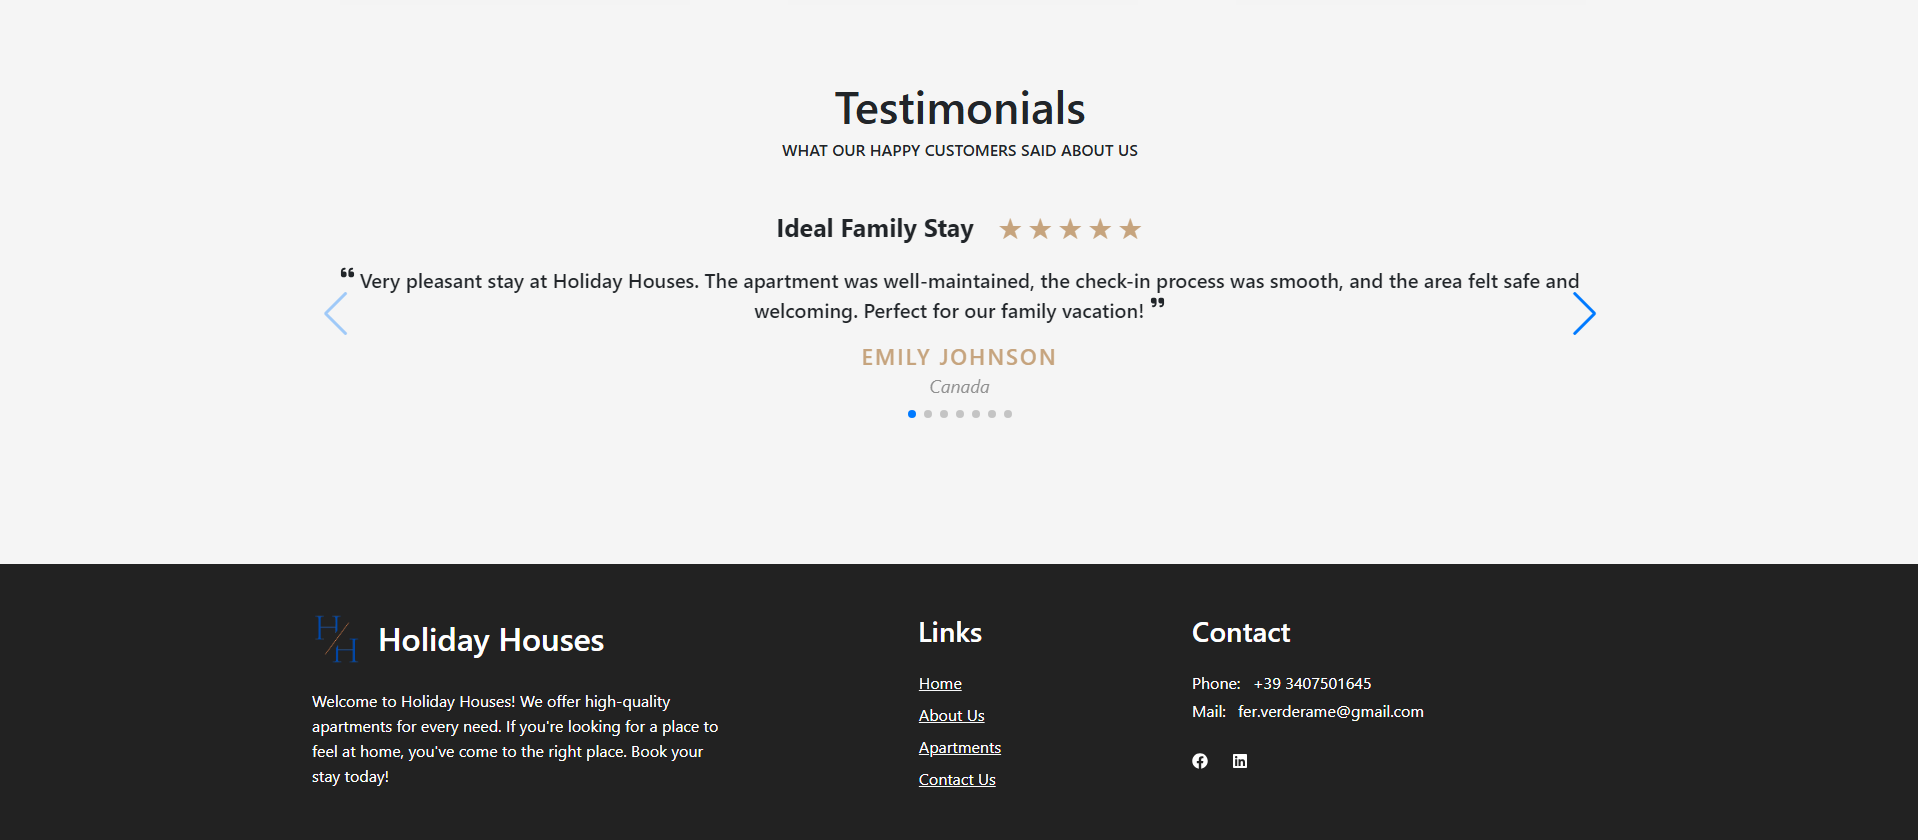 Testimonials
WHAT OUR HAPPY CUSTOMERS SAID ABOUT US
Ideal Family Stay
❝ Very pleasant stay at Holiday Houses. The apartment was well-maintained, the check-in process was smooth, and the area felt safe and
welcoming. Perfect for our family vacation! ❞
EMILY JOHNSON
Canada
H/H Holiday Houses
Welcome to Holiday Houses! We offer high-quality
apartments for every need. If you're looking for a place to
feel at home, you've come to the right place. Book your
stay today!
Links
Home
About Us
Apartments
Contact Us
Contact
Phone: +39 3407501645
Mail: fer.verderame@gmail.com